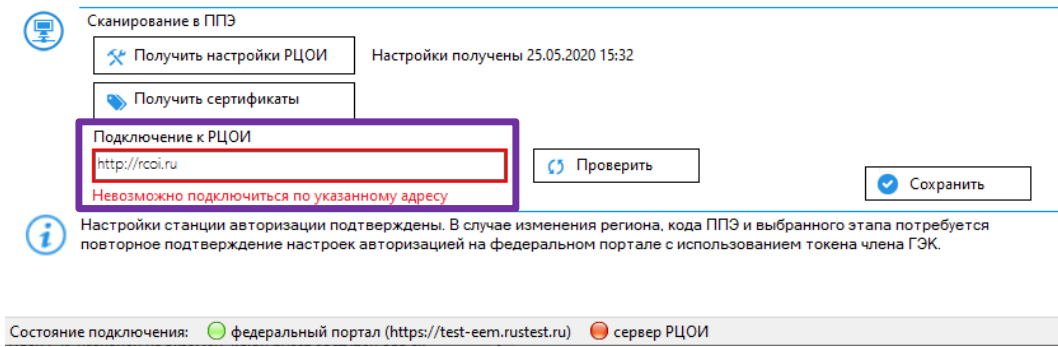 Сканирование в ППЭ
Получить настройки РЦОИ
Настройки получены 25.05.2020 15:32
Получить сертификаты
Подключение к РЦОИ
http://rcoi.ru
Проверить
Невозможно подключиться по указанному адресу
Сохранить
Настройки станции авторизации подтверждены. В случае изменения региона, кода ППЭ и выбранного этапа потребуется
повторное подтверждение настроек авторизацией на федеральном портале с использованием токена члена ГЭК.
Состояние подключения: федеральный портал (https://test-eem.rustest.ru) сервер РЦОИ